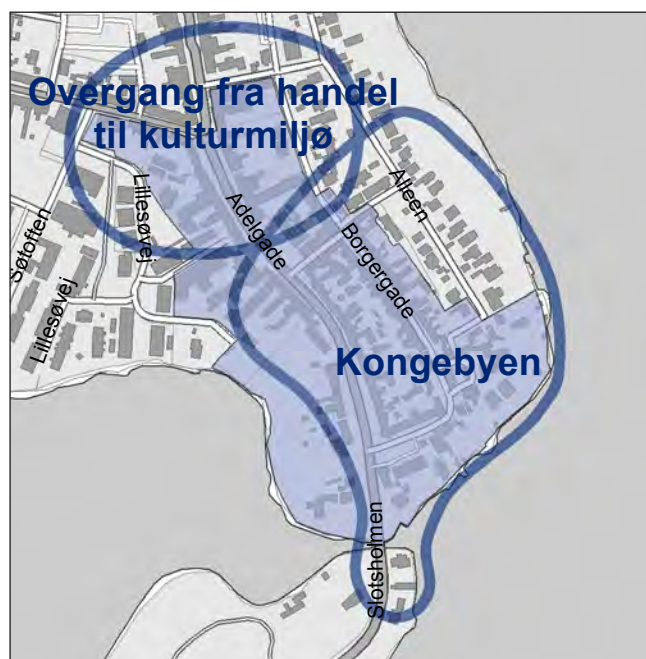 Overgang fra handel
til kulturmiljø
Alleen
Lillesøvej
Adelgade
Borgergade
Søtoften
Lillesøvej
Kongebyen
Slotsholmen